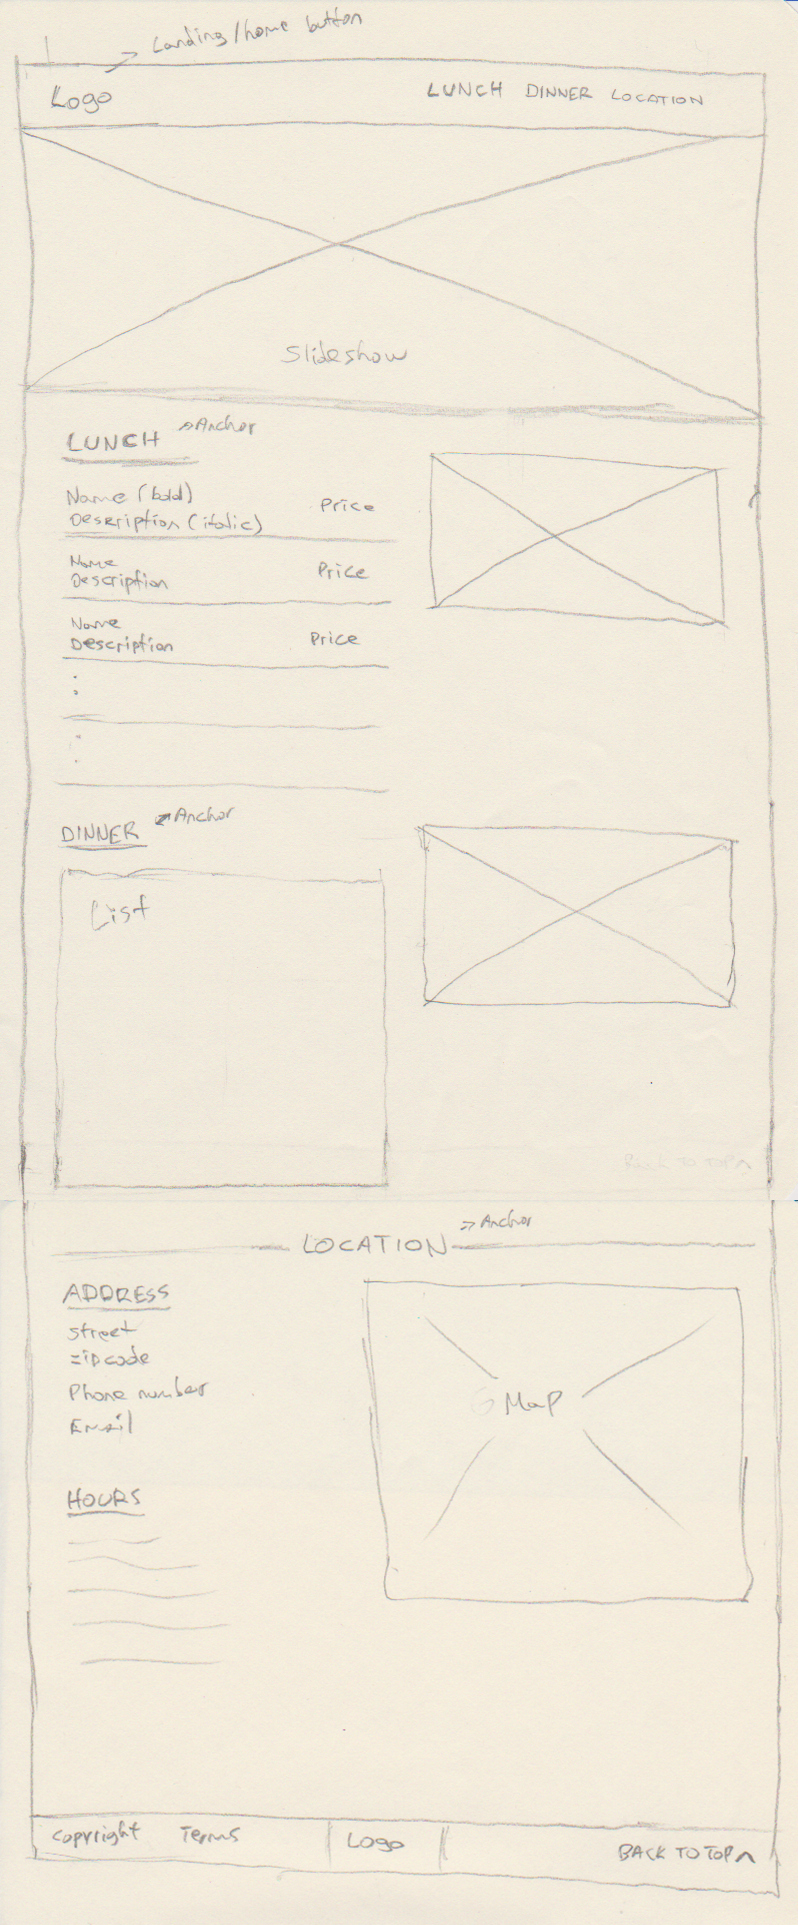 Landing/home button
Logo
LUNCH DINNER LOCATION
Slideshow
LUNCH
Anchor
Name (bold)
Description (italic)
Price
Name
Description
Price
Name
Description
Price
DINNER
Anchor
List
Back TO TOP
LOCATION
Anchor
ADDRESS
Street
zipcode
Phone number
Email
G Map
HOURS
Copyright Terms
Logo
BACK TO TOP